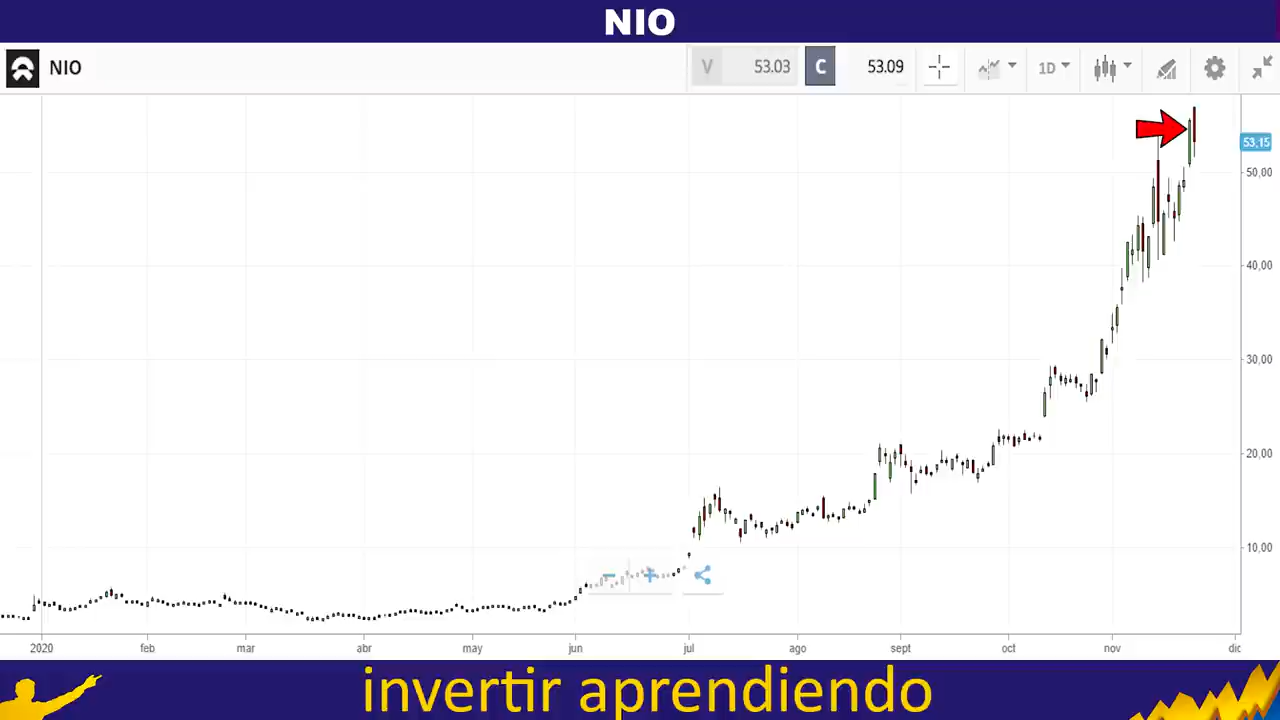 NIO
NIO V 53.03 C 53.09 1D
53,15
50,00
40,00
30,00
20,00
10,00
2020 feb mar abr may jun jul ago sept oct nov dic
invertir aprendiendo